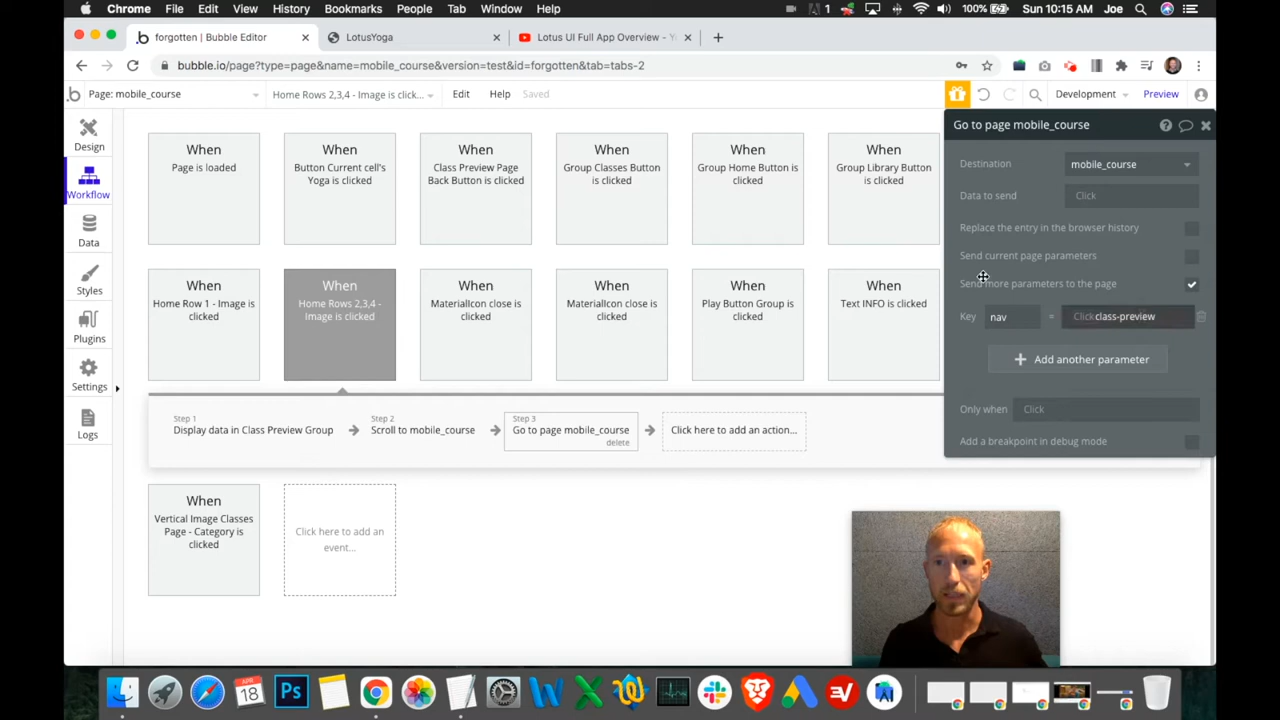 Chrome File Edit View History Bookmarks People Tab Window Help 1 100% Sun 10:15 AM Joe
forgotten | Bubble Editor LotusYoga Lotus UI Full App Overview - Yo
bubble.io/page?type=page&name=mobile_course&version=test&id=forgotten&tab=tabs-2
b Page: mobile_course Home Rows 2,3,4 - Image is click... Edit Help Saved Development Preview
Design
Workflow
Data
Styles
Plugins
Settings
Logs
When
Page is loaded
When
Button Current cell's
Yoga is clicked
When
Class Preview Page
Back Button is clicked
When
Group Classes Button
is clicked
When
Group Home Button is
clicked
When
Group Library Button
is clicked
When
Home Row 1 - Image is
clicked
When
Home Rows 2,3,4 -
Image is clicked
When
MaterialIcon close is
clicked
When
MaterialIcon close is
clicked
When
Play Button Group is
clicked
When
Text INFO is clicked
Step 1
Display data in Class Preview Group
Step 2
Scroll to mobile_course
Step 3
Go to page mobile_course
delete
Click here to add an action...
When
Vertical Image Classes
Page - Category is
clicked
Click here to add an
event...
Go to page mobile_course
Destination mobile_course
Data to send Click
Replace the entry in the browser history
Send current page parameters
Send more parameters to the page
Key nav = Click class-preview
+ Add another parameter
Only when Click
Add a breakpoint in debug mode
APR
18
Ps
W
X
EV